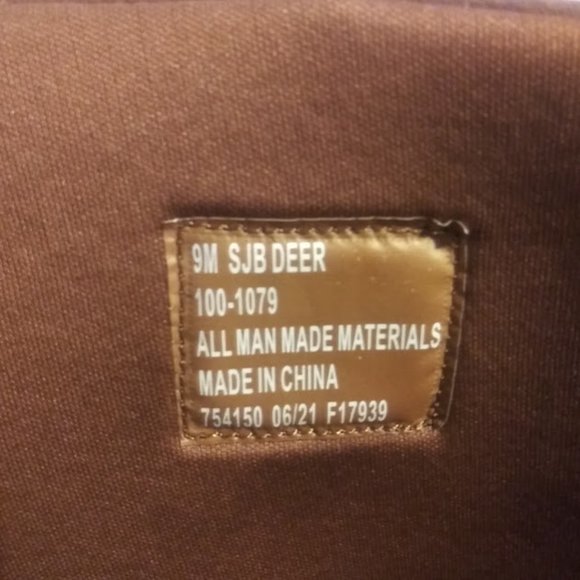 9M SJB DEER
100-1079
ALL MAN MADE MATERIALS
MADE IN CHINA
754150 06/21 F17939